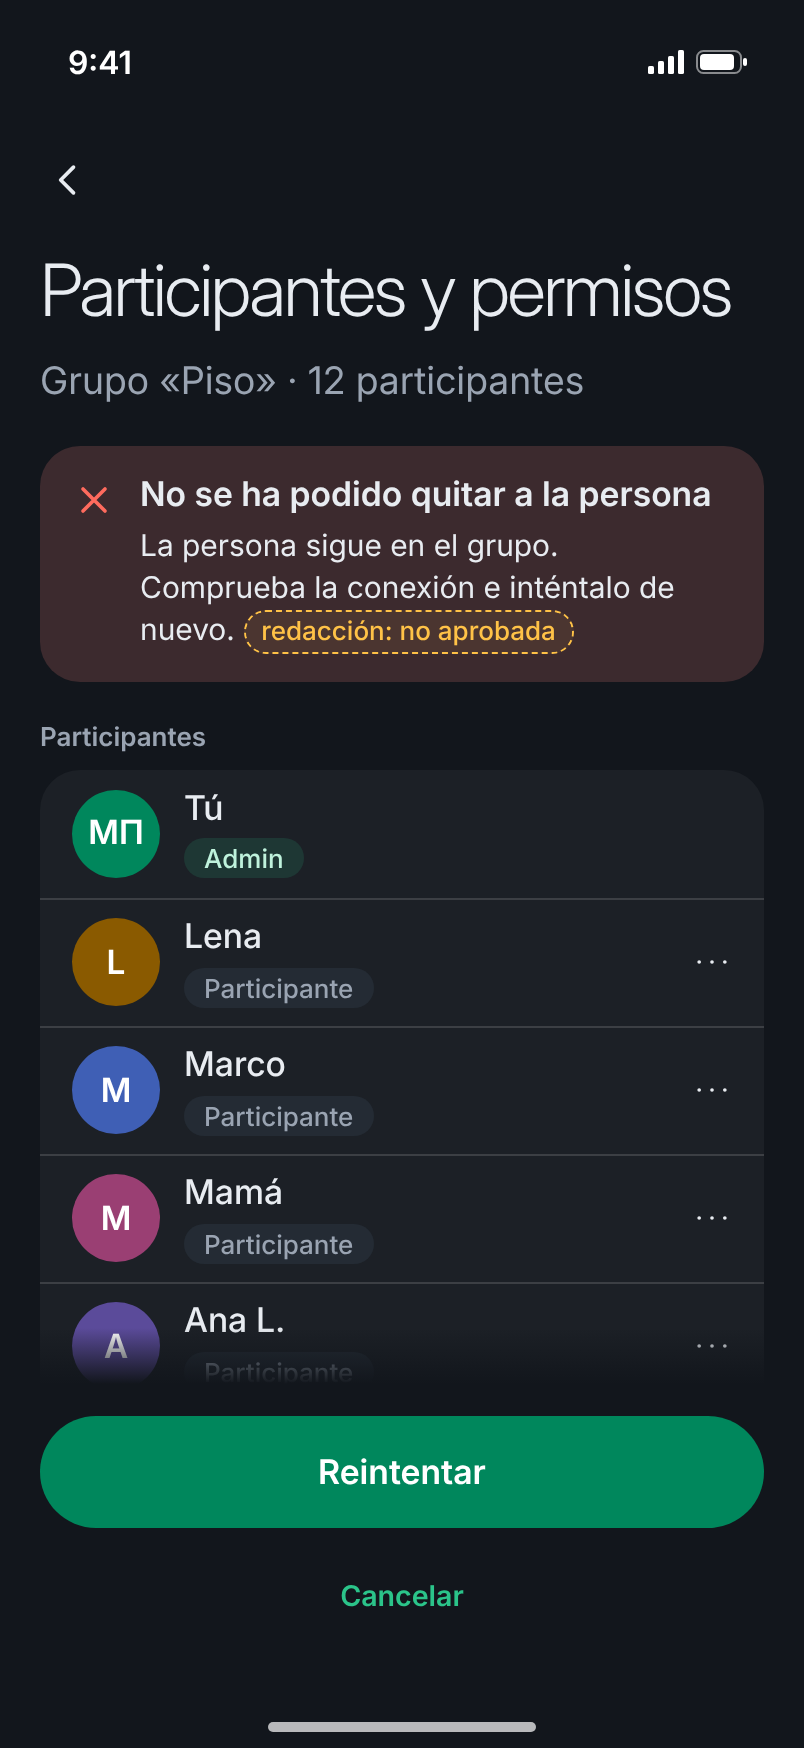 9:41
Participantes y permisos
Grupo «Piso» · 12 participantes
No se ha podido quitar a la persona
La persona sigue en el grupo.
Comprueba la conexión e inténtalo de
nuevo. redacción: no aprobada
Participantes
МП
Tú
Admin
L
Lena
Participante
M
Marco
Participante
M
Mamá
Participante
A
Ana L.
Participante
Reintentar
Cancelar